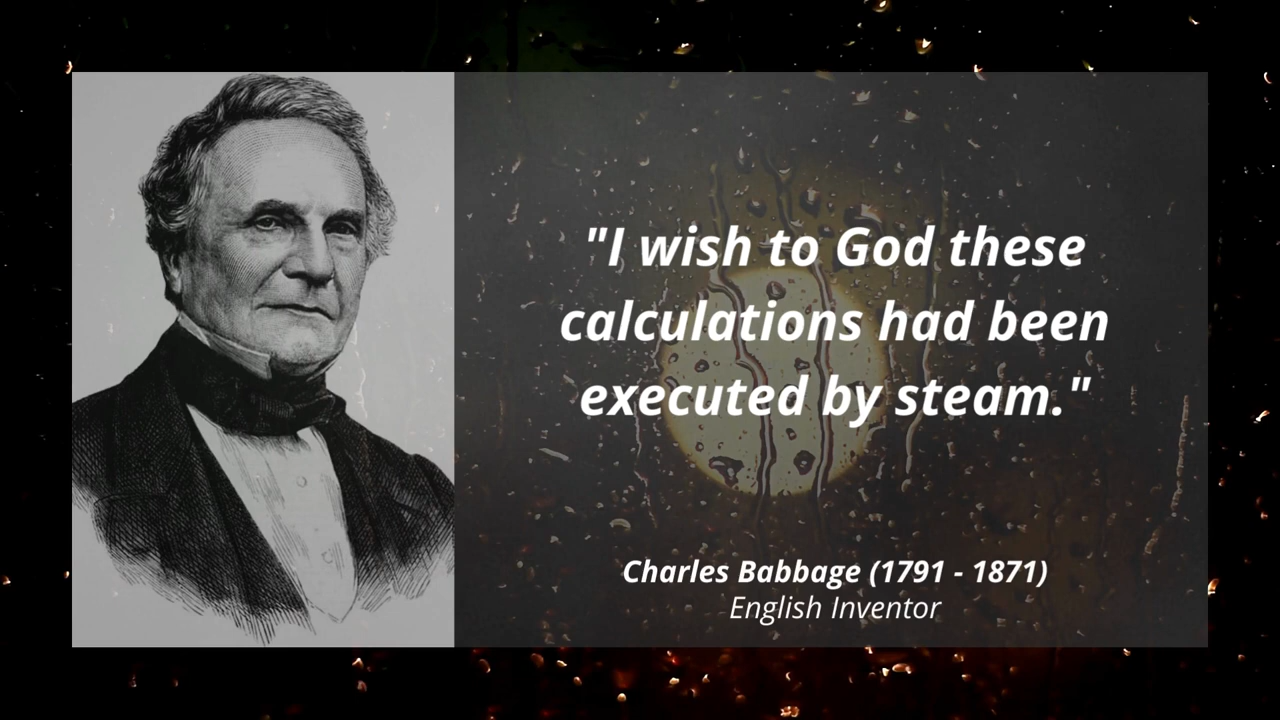 "I wish to God these
calculations had been
executed by steam."
Charles Babbage (1791 - 1871)
English Inventor